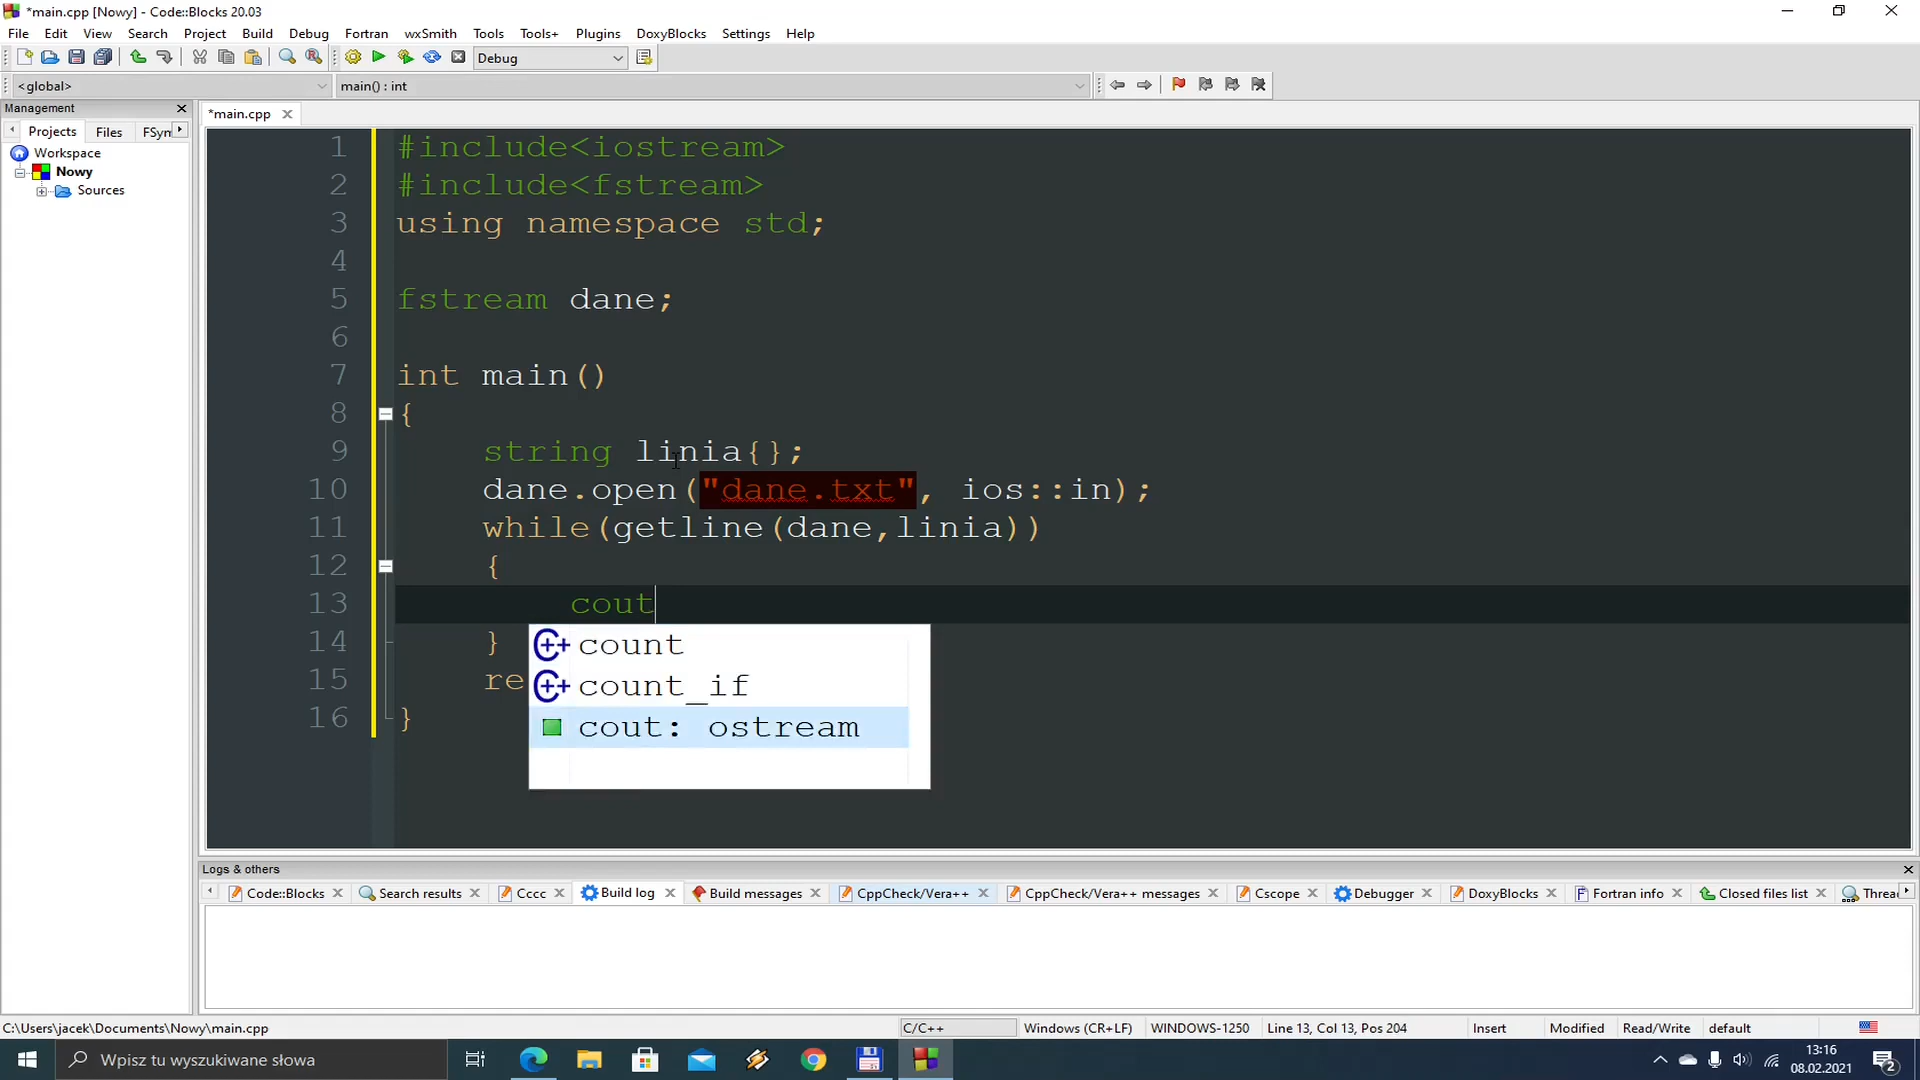 *main.cpp [Nowy] - Code::Blocks 20.03
File Edit View Search Project Build Debug Fortran wxSmith Tools Tools+ Plugins DoxyBlocks Settings Help
Debug
<global> main() : int
Management
*main.cpp
Projects Files FSyn
Workspace
Nowy
Sources
1 #include<iostream>
2 #include<fstream>
3 using namespace std;
4
5 fstream dane;
6
7 int main()
8 {
9 string linia{};
10 dane.open("dane.txt", ios::in);
11 while(getline(dane,linia))
12 {
13 cout
14 }
15 re
16 }
count
count_if
cout: ostream
Logs & others
Code::Blocks Search results Cccc Build log Build messages CppCheck/Vera++ CppCheck/Vera++ messages Cscope Debugger DoxyBlocks Fortran info Closed files list Threa
C:\Users\jacek\Documents\Nowy\main.cpp C/C++ Windows (CR+LF) WINDOWS-1250 Line 13, Col 13, Pos 204 Insert Modified Read/Write default
Wpisz tu wyszukiwane słowa
13:16
08.02.2021
2